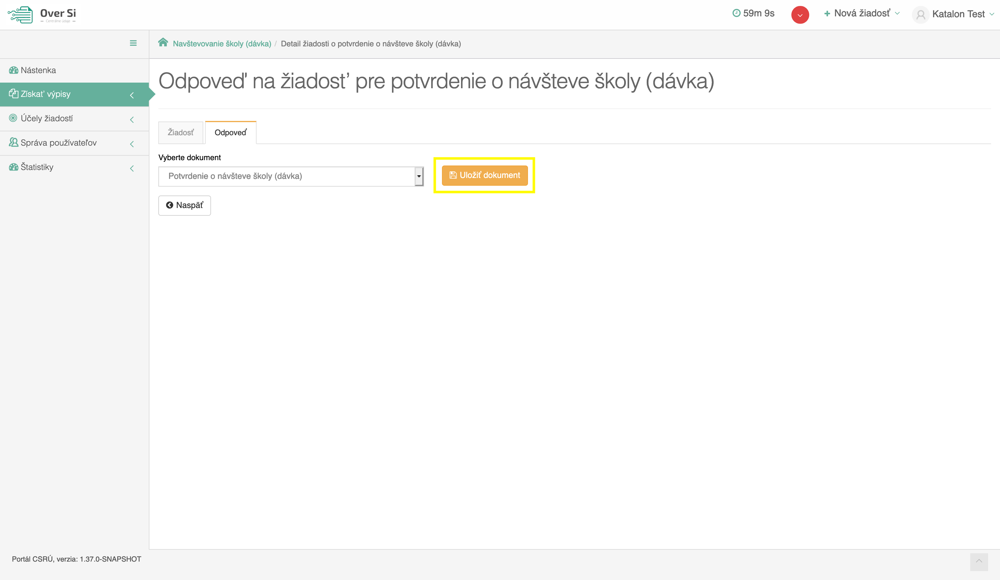 Over Si
— Centrálne údaje —
59m 9s
Nová žiadosť
Katalon Test
Navštevovanie školy (dávka) / Detail žiadosti o potvrdenie o návšteve školy (dávka)
Nástenka
Získať výpisy
Účely žiadostí
Správa používateľov
Štatistiky
Odpoveď na žiadosť pre potvrdenie o návšteve školy (dávka)
Žiadosť
Odpoveď
Vyberte dokument
Potvrdenie o návšteve školy (dávka)
Uložiť dokument
Naspäť
Portál CSRÚ, verzia: 1.37.0-SNAPSHOT